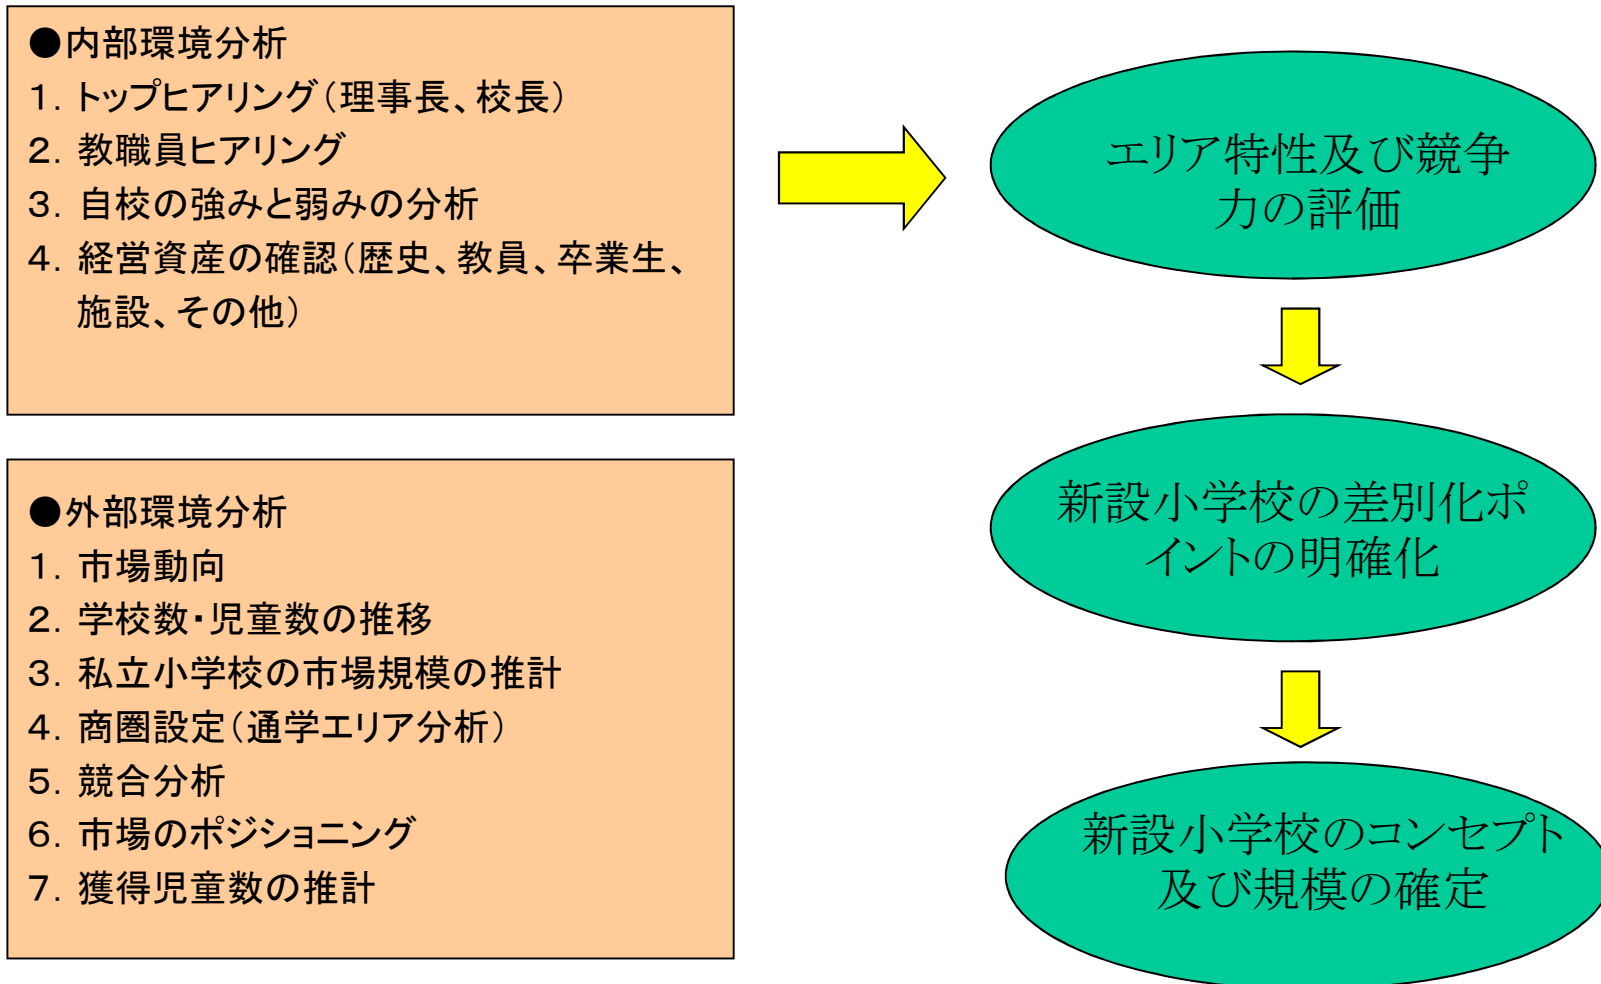 ●内部環境分析
１．トップヒアリング（理事長、校長）
２．教職員ヒアリング
３．自校の強みと弱みの分析
４．経営資産の確認（歴史、教員、卒業生、
施設、その他）
●外部環境分析
１．市場動向
２．学校数・児童数の推移
３．私立小学校の市場規模の推計
４．商圏設定（通学エリア分析）
５．競合分析
６．市場のポジショニング
７．獲得児童数の推計
エリア特性及び競争
力の評価
新設小学校の差別化ポ
イントの明確化
新設小学校のコンセプト
及び規模の確定